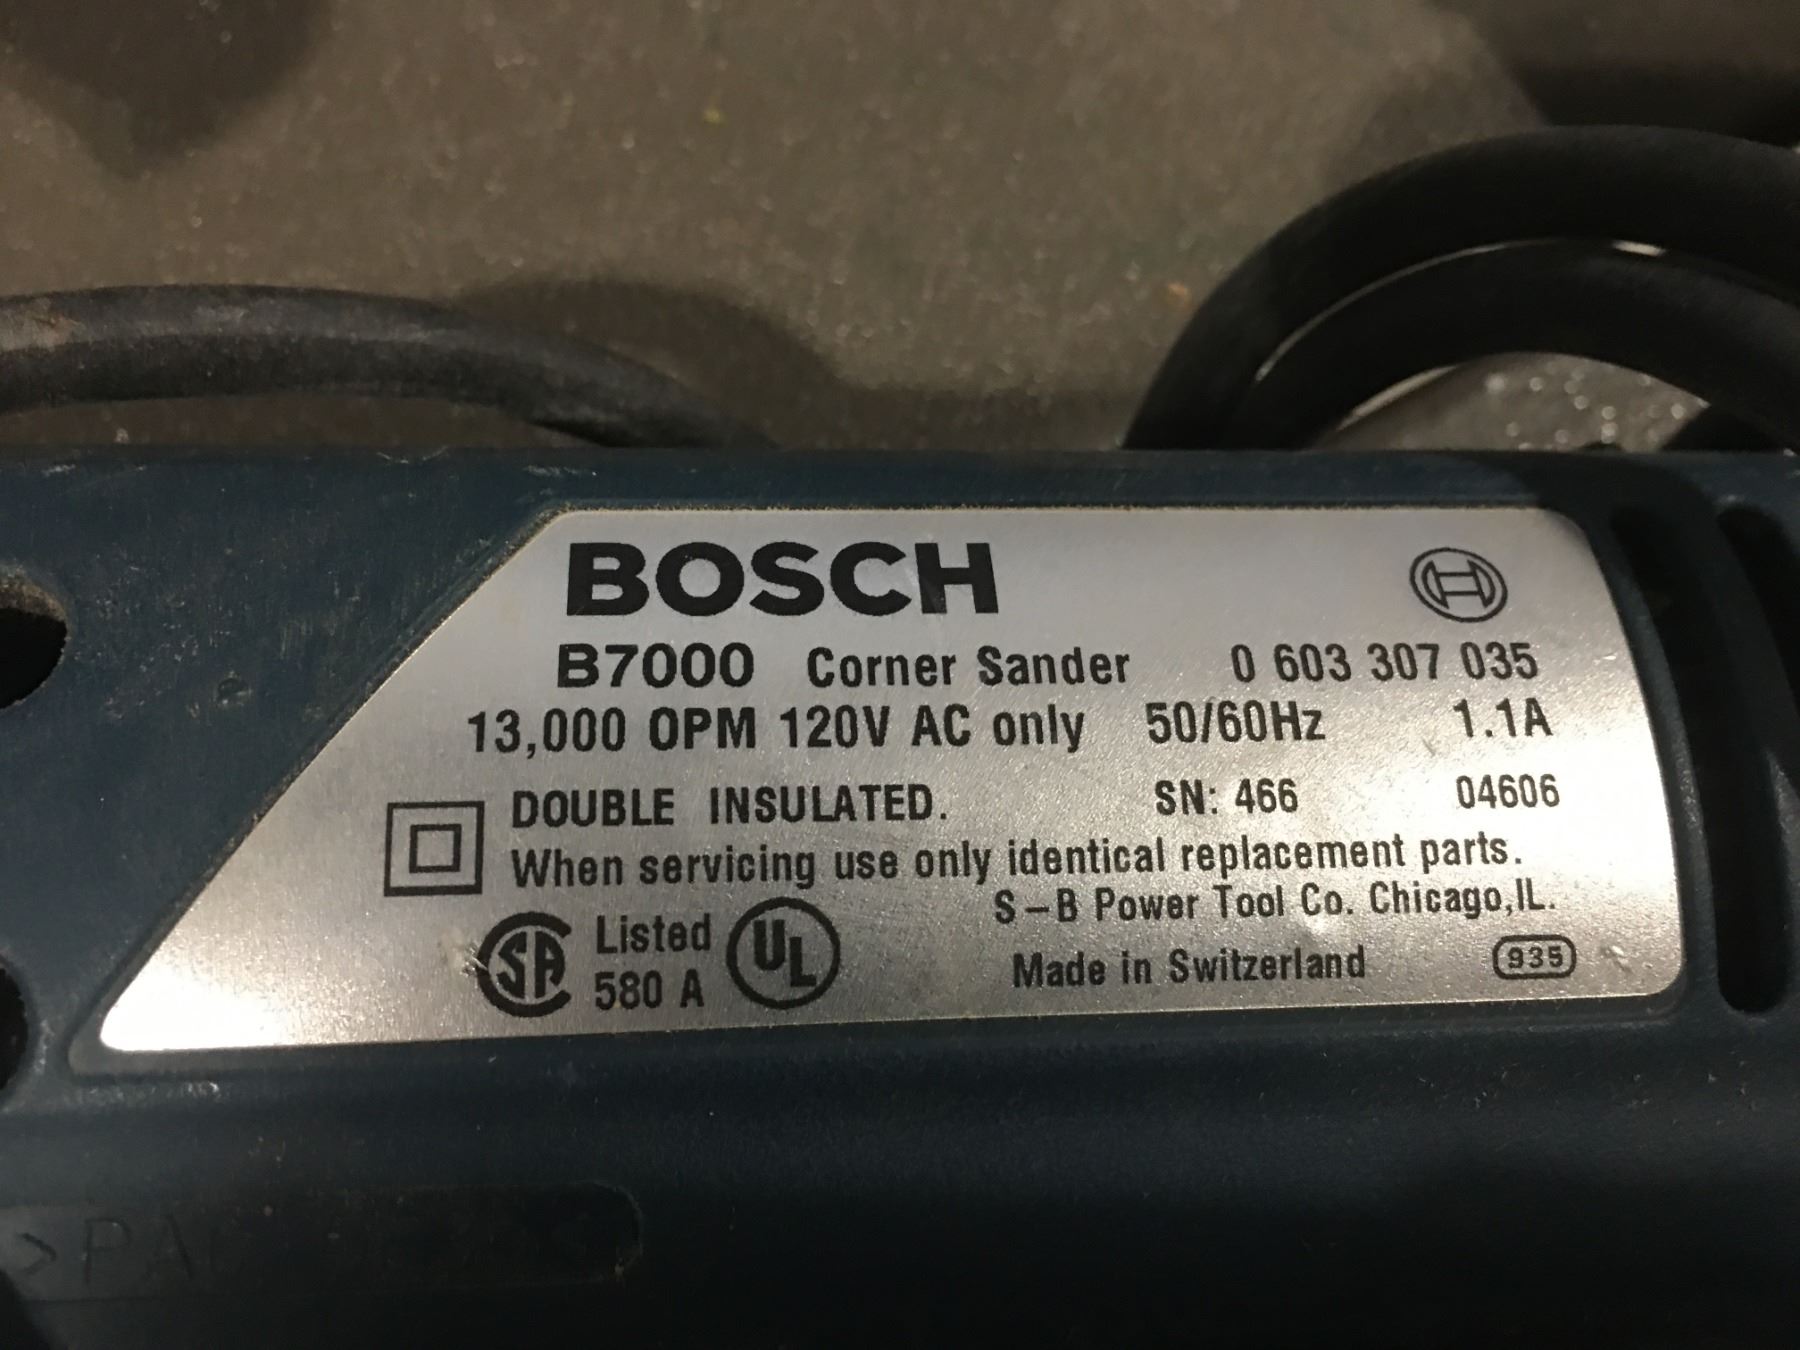 BOSCH
B7000 Corner Sander 0 603 307 035
13,000 OPM 120V AC only 50/60Hz 1.1A
DOUBLE INSULATED. SN: 466 04606
When servicing use only identical replacement parts.
S-B Power Tool Co. Chicago, IL.
SA Listed UL
580 A
Made in Switzerland 935